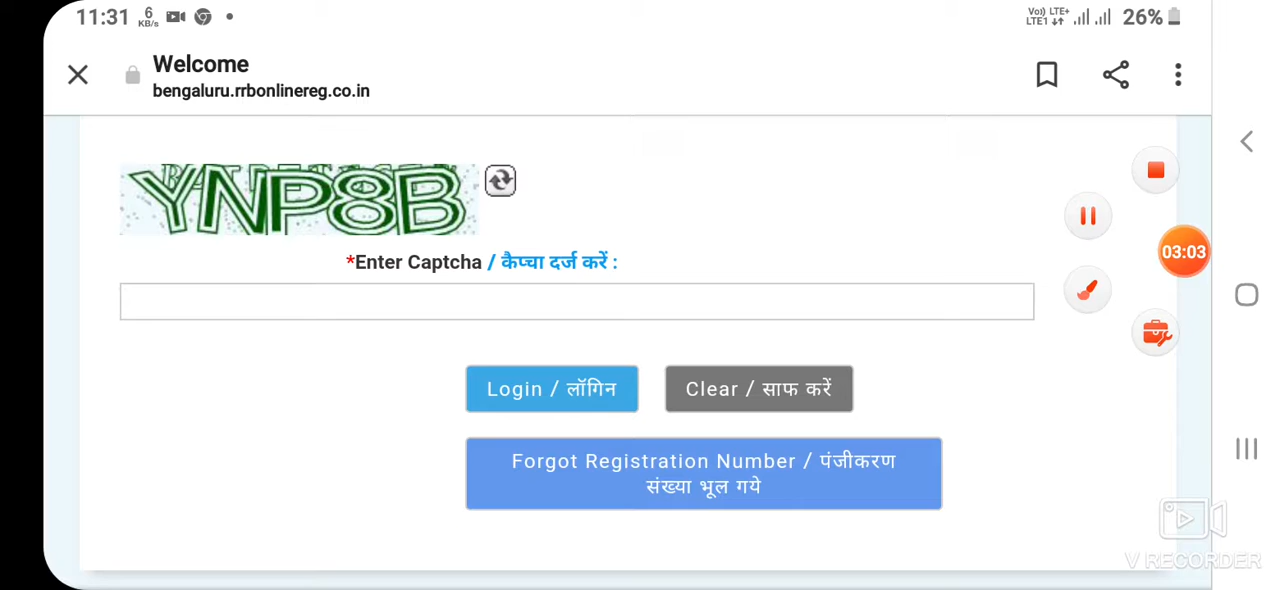 11:31 6 KB/s Vo) LTE+ LTE1 26%
Welcome
bengaluru.rrbonlinereg.co.in
YNP8B
*Enter Captcha / कैप्चा दर्ज करें :
03:03
Login / लॉगिन Clear / साफ करें
Forgot Registration Number / पंजीकरण
संख्या भूल गये
V RECORDER